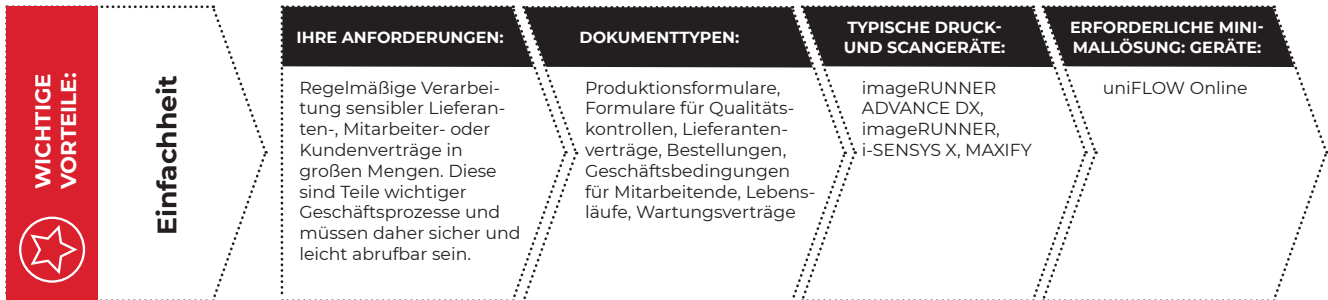 WICHTIGE
VORTEILE:
Einfachheit
IHRE ANFORDERUNGEN:
Regelmäßige Verarbei-
tung sensibler Lieferan-
ten-, Mitarbeiter- oder
Kundenverträge in
großen Mengen. Diese
sind Teile wichtiger
Geschäftsprozesse und
müssen daher sicher und
leicht abrufbar sein.
DOKUMENTTYPEN:
Produktionsformulare,
Formulare für Qualitäts-
kontrollen, Lieferanten-
verträge, Bestellungen,
Geschäftsbedingungen
für Mitarbeitende, Lebens-
läufe, Wartungsverträge
TYPISCHE DRUCK-
UND SCANGERÄTE:
imageRUNNER
ADVANCE DX,
imageRUNNER,
i-SENSYS X, MAXIFY
ERFORDERLICHE MINI-
MALLÖSUNG: GERÄTE:
uniFLOW Online